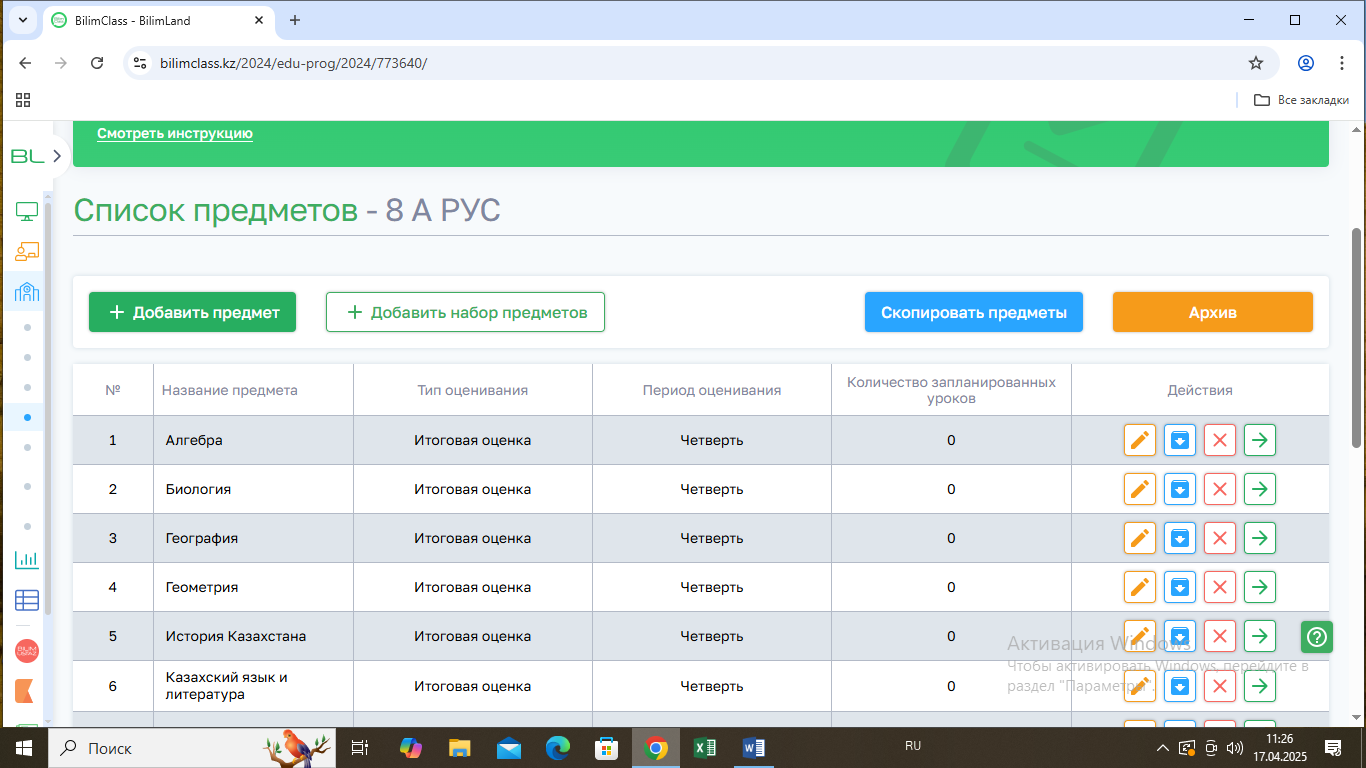 BilimClass - BilimLand
bilimclass.kz/2024/edu-prog/2024/773640/
Все закладки
Смотреть инструкцию
BL
Список предметов - 8 А РУС
Добавить предмет
Добавить набор предметов
Скопировать предметы
Архив
№ Название предмета Тип оценивания Период оценивания Количество запланированных уроков Действия
1 Алгебра Итоговая оценка Четверть 0
2 Биология Итоговая оценка Четверть 0
3 География Итоговая оценка Четверть 0
4 Геометрия Итоговая оценка Четверть 0
5 История Казахстана Итоговая оценка Четверть 0
6 Казахский язык и литература Итоговая оценка Четверть 0
Активация Windows
Чтобы активировать Windows, перейдите в
раздел "Параметры".
Поиск
RU
11:26
17.04.2025